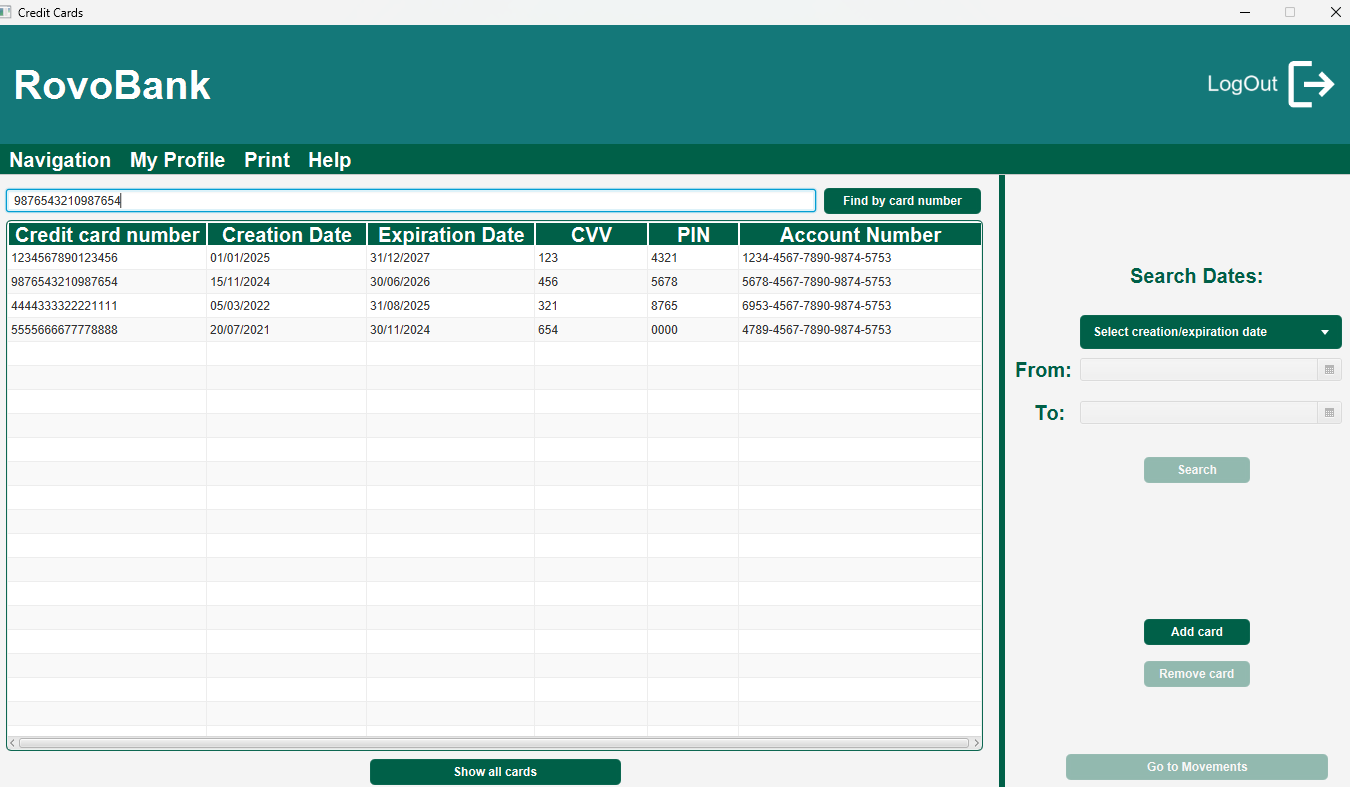 Credit Cards
RovoBank
LogOut
Navigation My Profile Print Help
9876543210987654 Find by card number
Credit card number Creation Date Expiration Date CVV PIN Account Number
1234567890123456 01/01/2025 31/12/2027 123 4321 1234-4567-7890-9874-5753
9876543210987654 15/11/2024 30/06/2026 456 5678 5678-4567-7890-9874-5753
4444333322221111 05/03/2022 31/08/2025 321 8765 6953-4567-7890-9874-5753
5555666677778888 20/07/2021 30/11/2024 654 0000 4789-4567-7890-9874-5753
Show all cards
Search Dates:
Select creation/expiration date
From:
To:
Search
Add card
Remove card
Go to Movements